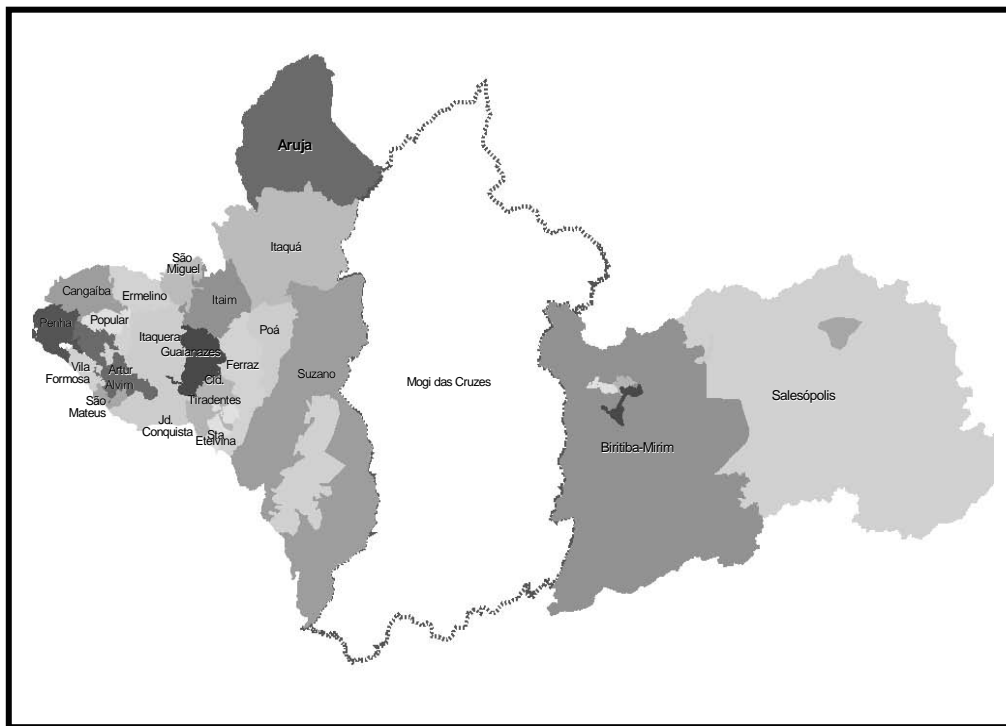 Aruja
Itaquá
São
Miguel
Cangaíba
Ermelino
Itaim
Penha
Popular
Itaquera
Poá
Guaianazes
Ferraz
Vila
Formosa
Artur
Alvim
Cid.
Tiradentes
Suzano
São
Mateus
Jd.
Conquista
Sta
Etelvina
Mogi das Cruzes
Biritiba-Mirim
Salesópolis